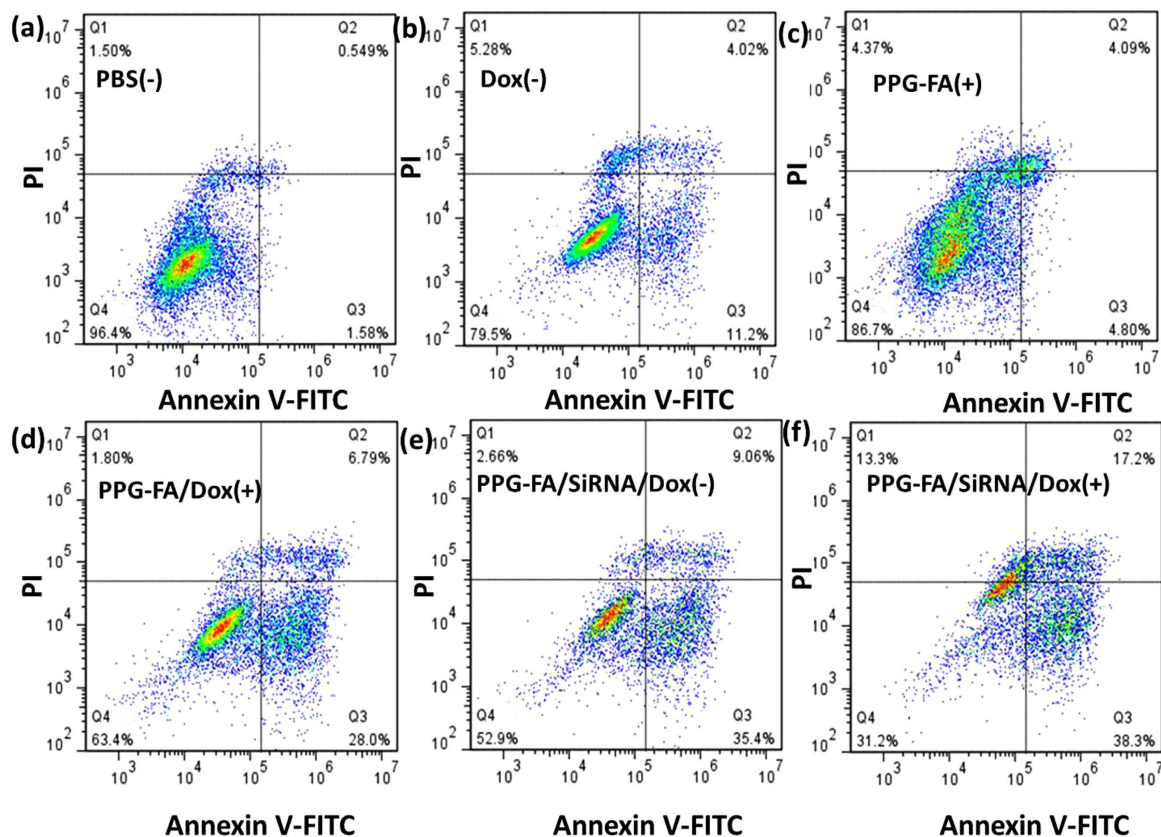 (a)
Q1
1.50%
Q2
0.549%
PBS(-)
Q4
96.4%
Q3
1.58%
PI
10^7
10^6
10^5
10^4
10^3
10^2
10^3 10^4 10^5 10^6 10^7
Annexin V-FITC
(b)
Q1
5.28%
Q2
4.02%
Dox(-)
Q4
79.5%
Q3
11.2%
PI
10^7
10^6
10^5
10^4
10^3
10^2
10^3 10^4 10^5 10^6 10^7
Annexin V-FITC
(c)
Q1
4.37%
Q2
4.09%
PPG-FA(+)
Q4
86.7%
Q3
4.80%
PI
10^7
10^6
10^5
10^4
10^3
10^2
10^3 10^4 10^5 10^6 10^7
Annexin V-FITC
(d)
Q1
1.80%
Q2
6.79%
PPG-FA/Dox(+)
Q4
63.4%
Q3
28.0%
PI
10^7
10^6
10^5
10^4
10^3
10^2
10^3 10^4 10^5 10^6 10^7
Annexin V-FITC
(e)
Q1
2.66%
Q2
9.06%
PPG-FA/SiRNA/Dox(-)
Q4
52.9%
Q3
35.4%
PI
10^7
10^6
10^5
10^4
10^3
10^2
10^3 10^4 10^5 10^6 10^7
Annexin V-FITC
(f)
Q1
13.3%
Q2
17.2%
PPG-FA/SiRNA/Dox(+)
Q4
31.2%
Q3
38.3%
PI
10^7
10^6
10^5
10^4
10^3
10^2
10^3 10^4 10^5 10^6 10^7
Annexin V-FITC